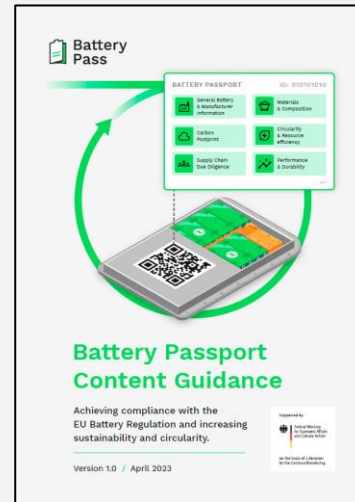 Battery
Pass
BATTERY PASSPORT
ID: 010101010
General Battery
& Manufacturer
Information
Materials
& Composition
Carbon
Footprint
Circularity
& Resource
efficiency
Supply Chain
Due Diligence
Performance
& Durability
...
Battery Passport
Content Guidance
Achieving compliance with the
EU Battery Regulation and increasing
sustainability and circularity.
Supported by:
Federal Ministry
for Economic Affairs
and Climate Action
on the basis of a decision
by the German Bundestag
Version 1.0 / April 2023